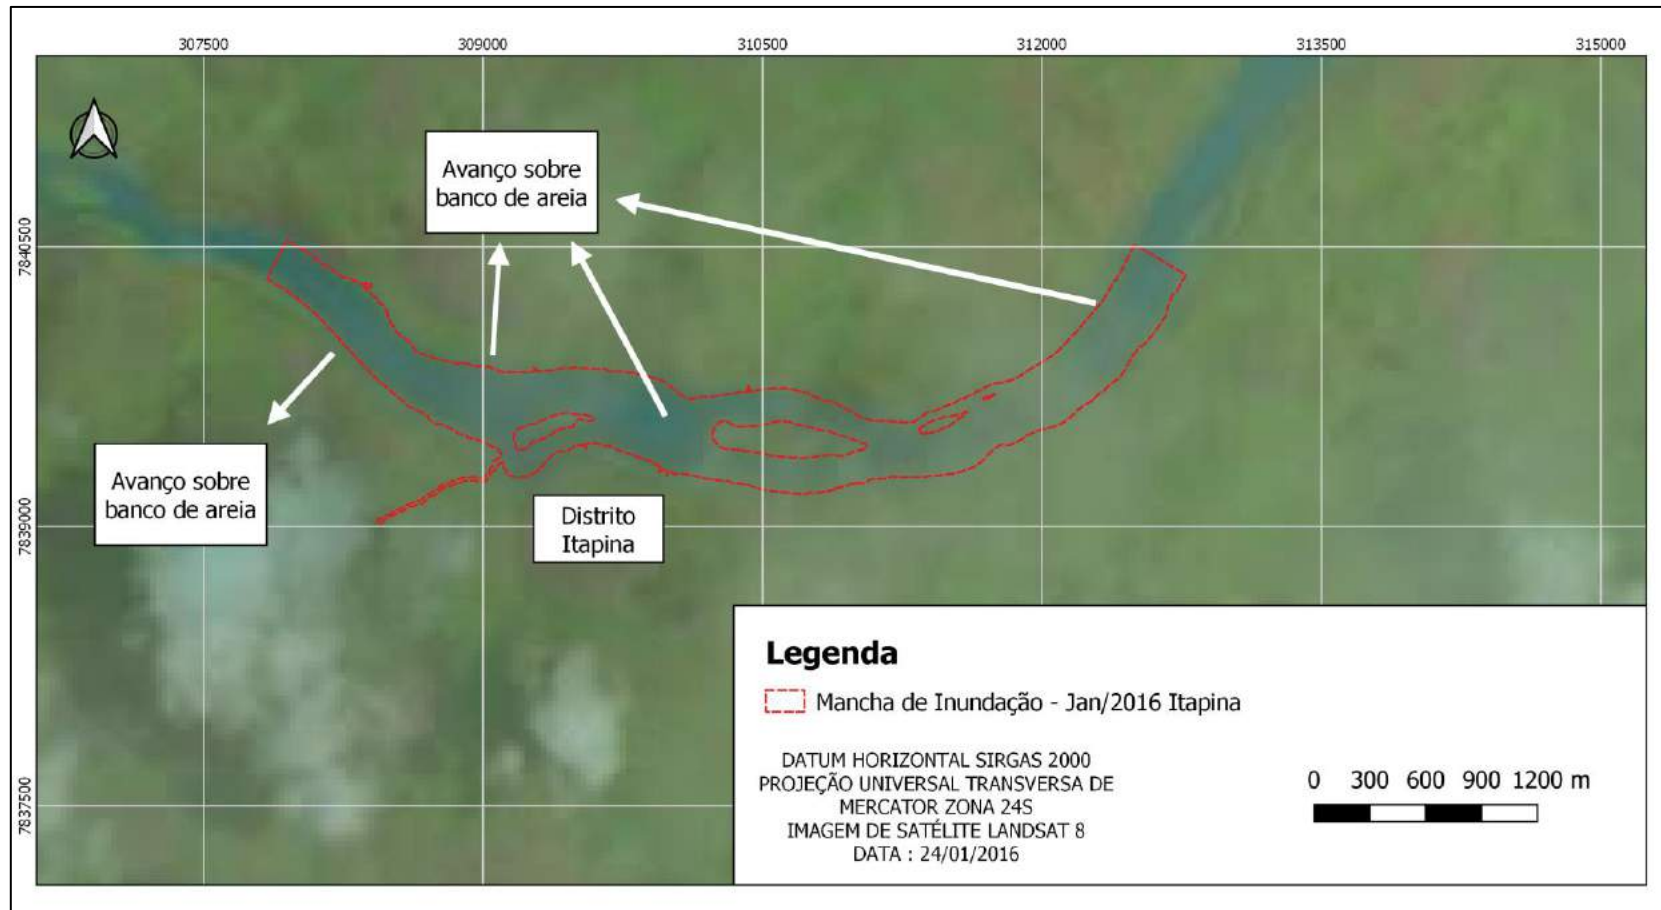 307500 309000 310500 312000 313500 315000
7840500
7839000
7837500
Avanço sobre
banco de areia
Avanço sobre
banco de areia
Distrito
Itapina
Legenda
Mancha de Inundação - Jan/2016 Itapina
DATUM HORIZONTAL SIRGAS 2000
PROJEÇÃO UNIVERSAL TRANSVERSA DE
MERCATOR ZONA 24S
IMAGEM DE SATÉLITE LANDSAT 8
DATA : 24/01/2016
0 300 600 900 1200 m